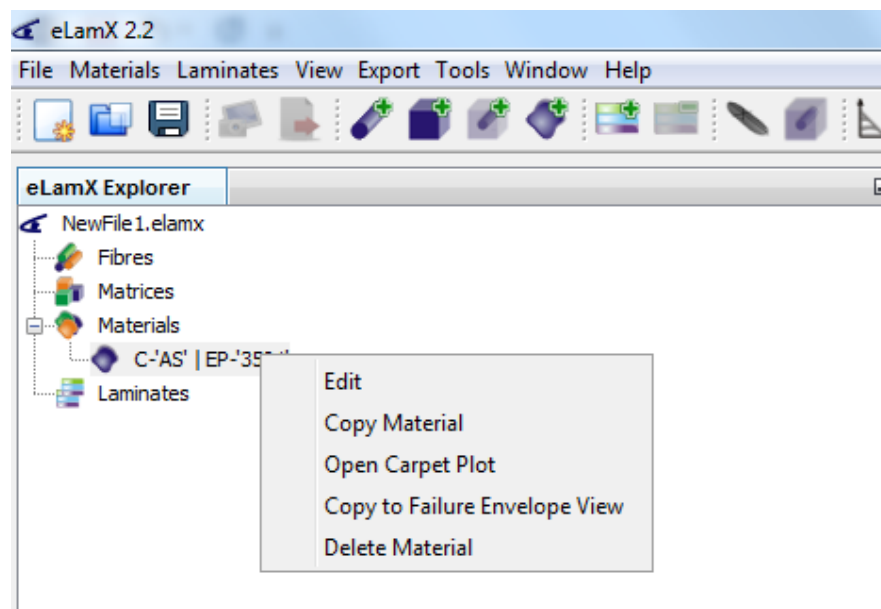 eLamX 2.2
File Materials Laminates View Export Tools Window Help
eLamX Explorer
NewFile1.elamx
Fibres
Matrices
Materials
C-'AS' | EP-'35
Laminates
Edit
Copy Material
Open Carpet Plot
Copy to Failure Envelope View
Delete Material